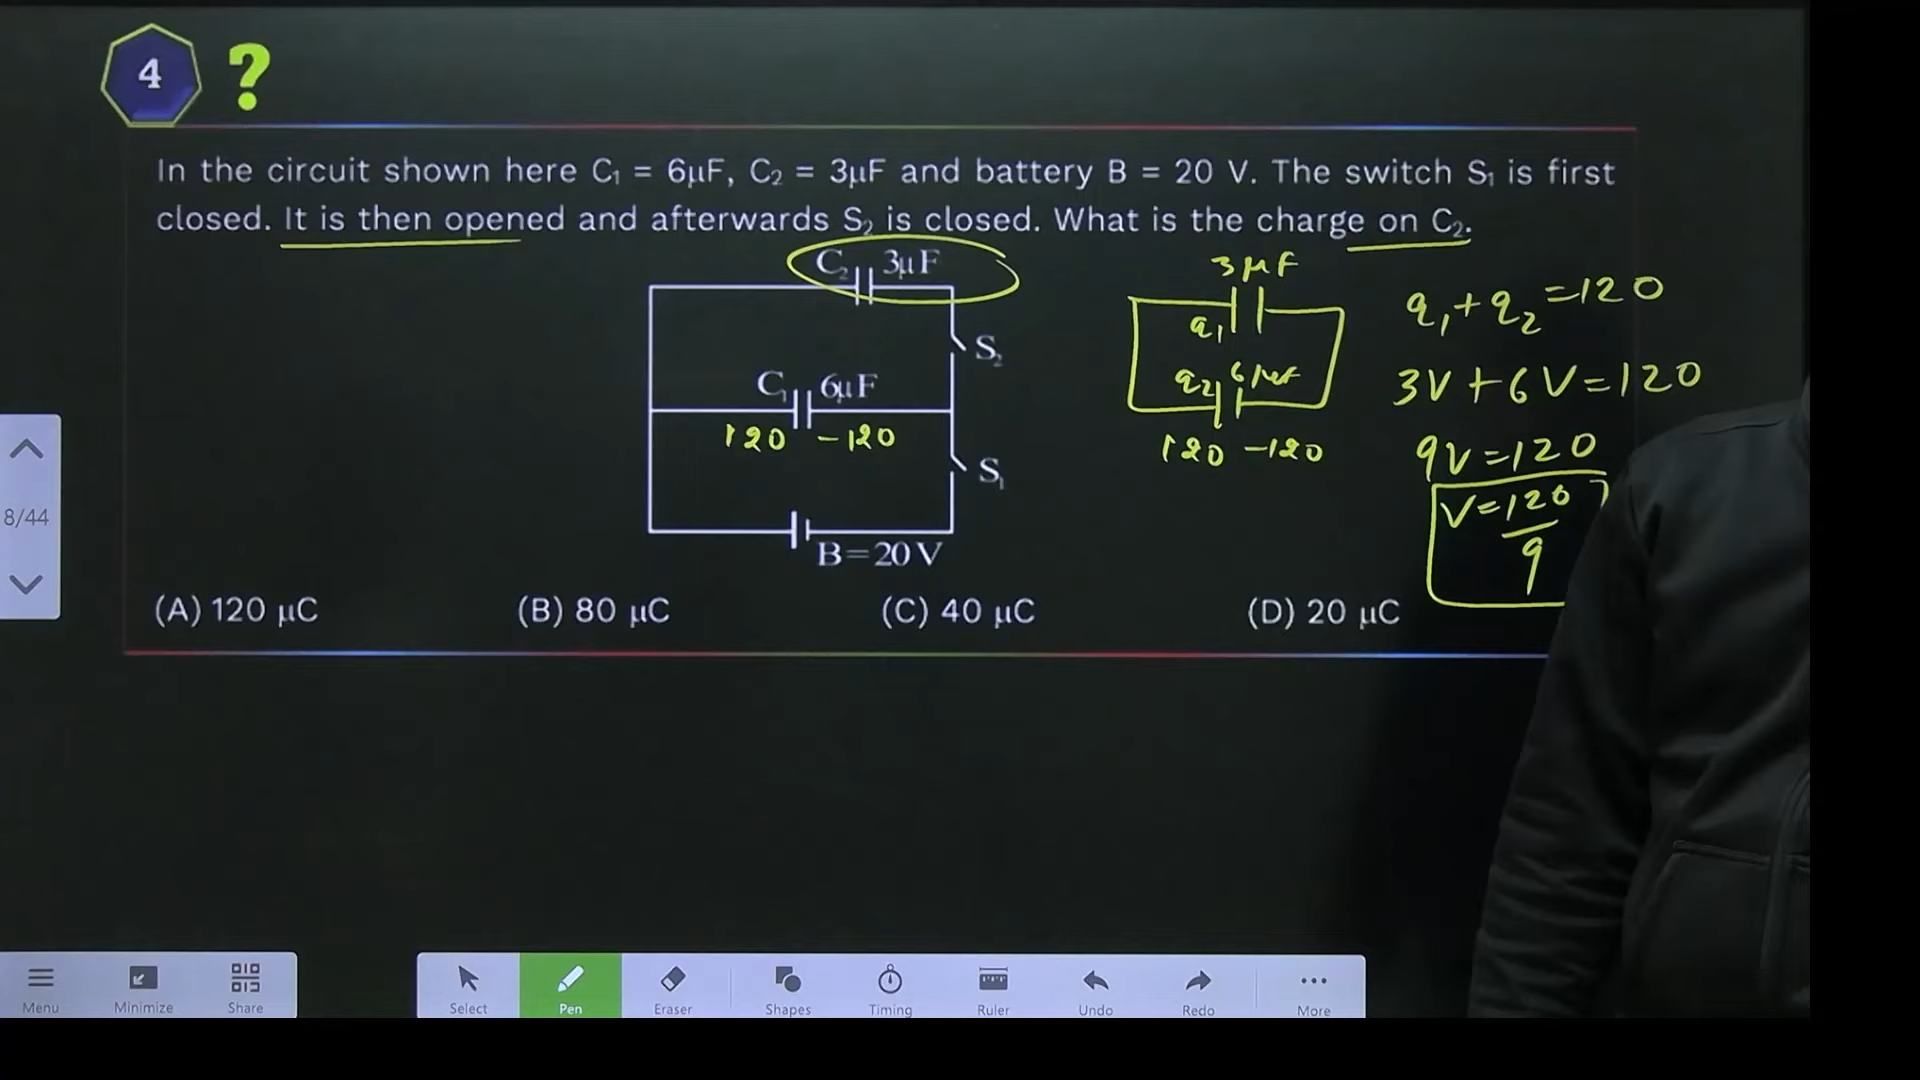 4 ?
In the circuit shown here C₁ = 6μF, C₂ = 3μF and battery B = 20 V. The switch S₁ is first
closed. It is then opened and afterwards S₂ is closed. What is the charge on C₂.
C₂ 3μF
S₂
C₁ 6μF
120 -120
S₁
B=20V
3μF
q₁
q₂ 6μF
120 -120
q₁+q₂=120
3V+6V=120
9V=120
V=120
9
(A) 120 μC
(B) 80 μC
(C) 40 μC
(D) 20 μC
8/44
Menu
Minimize
Share
Select
Pen
Eraser
Shapes
Timing
Ruler
Undo
Redo
More